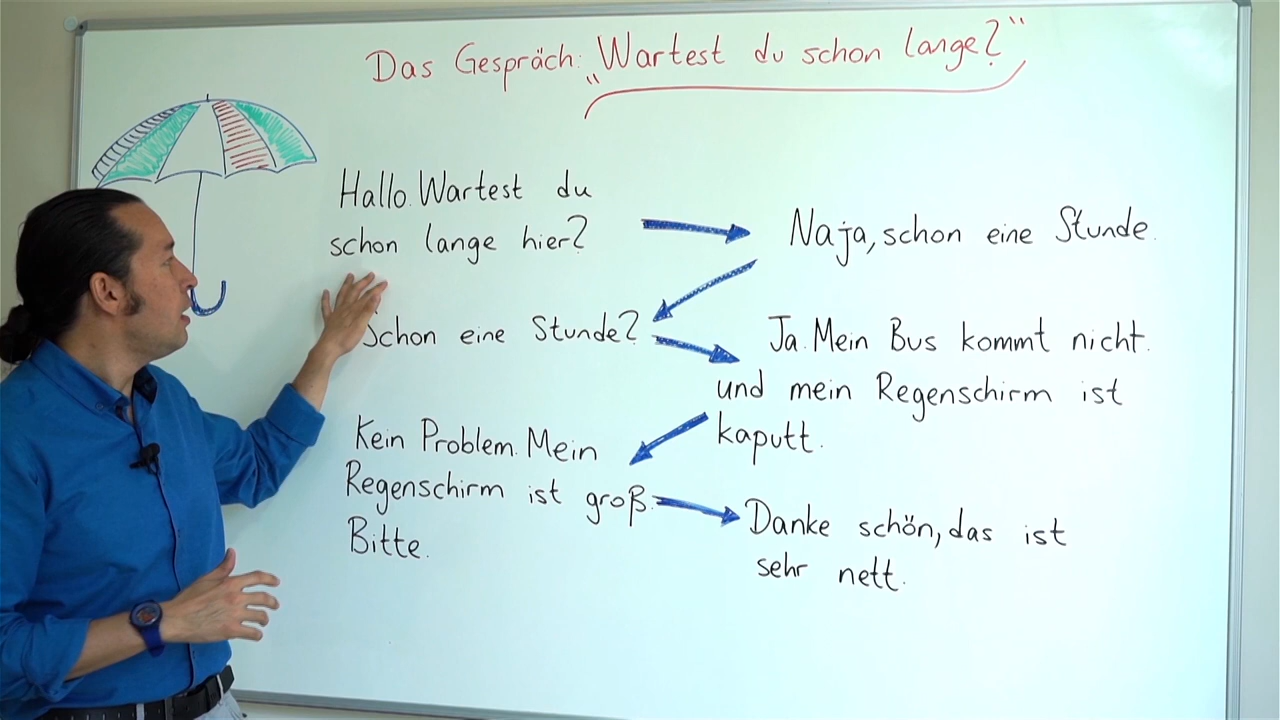 Das Gespräch: „Wartest du schon lange?“
Hallo. Wartest du
schon lange hier?
Naja, schon eine Stunde.
Schon eine Stunde?
Ja. Mein Bus kommt nicht.
und mein Regenschirm ist
kaputt.
Kein Problem. Mein
Regenschirm ist groß.
Bitte.
Danke schön, das ist
sehr nett.